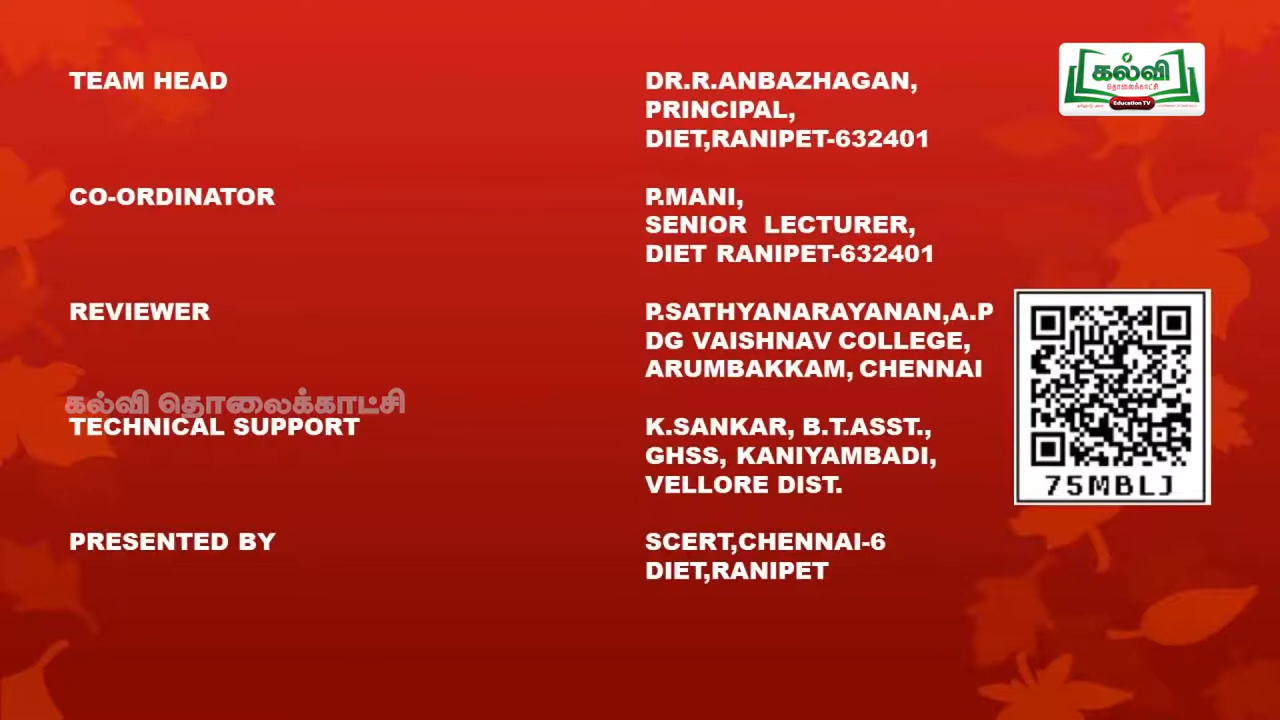 கல்வி
தொலைக்காட்சி
Education TV
TEAM HEAD
DR.R.ANBAZHAGAN,
PRINCIPAL,
DIET,RANIPET-632401
CO-ORDINATOR
P.MANI,
SENIOR LECTURER,
DIET RANIPET-632401
REVIEWER
P.SATHYANARAYANAN,A.P
DG VAISHNAV COLLEGE,
ARUMBAKKAM, CHENNAI
கல்வி தொலைக்காட்சி
TECHNICAL SUPPORT
K.SANKAR, B.T.ASST.,
GHSS, KANIYAMBADI,
VELLORE DIST.
75MBLJ
PRESENTED BY
SCERT,CHENNAI-6
DIET,RANIPET